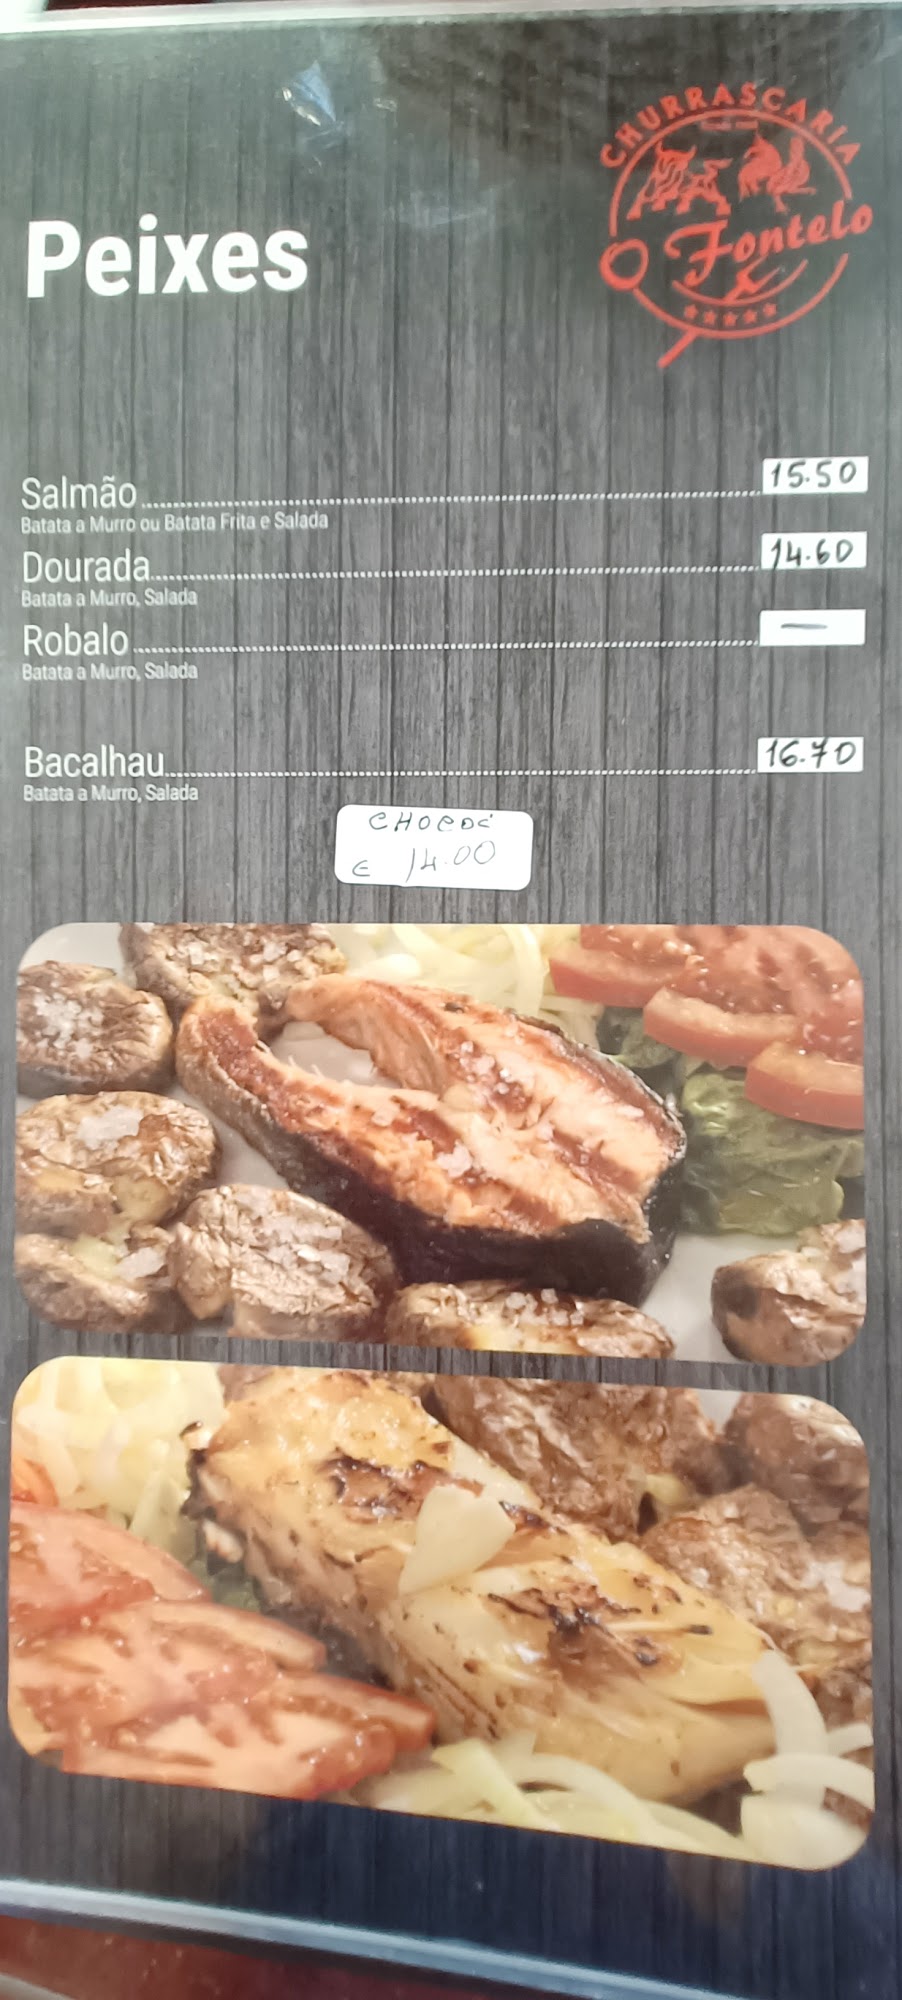 CHURRASCARIA
O Fontelo
Peixes
Salmão 15.50
Batata a Murro ou Batata Frita e Salada
Dourada 14.60
Batata a Murro, Salada
Robalo —
Batata a Murro, Salada
Bacalhau 16.70
Batata a Murro, Salada
€ 14.00